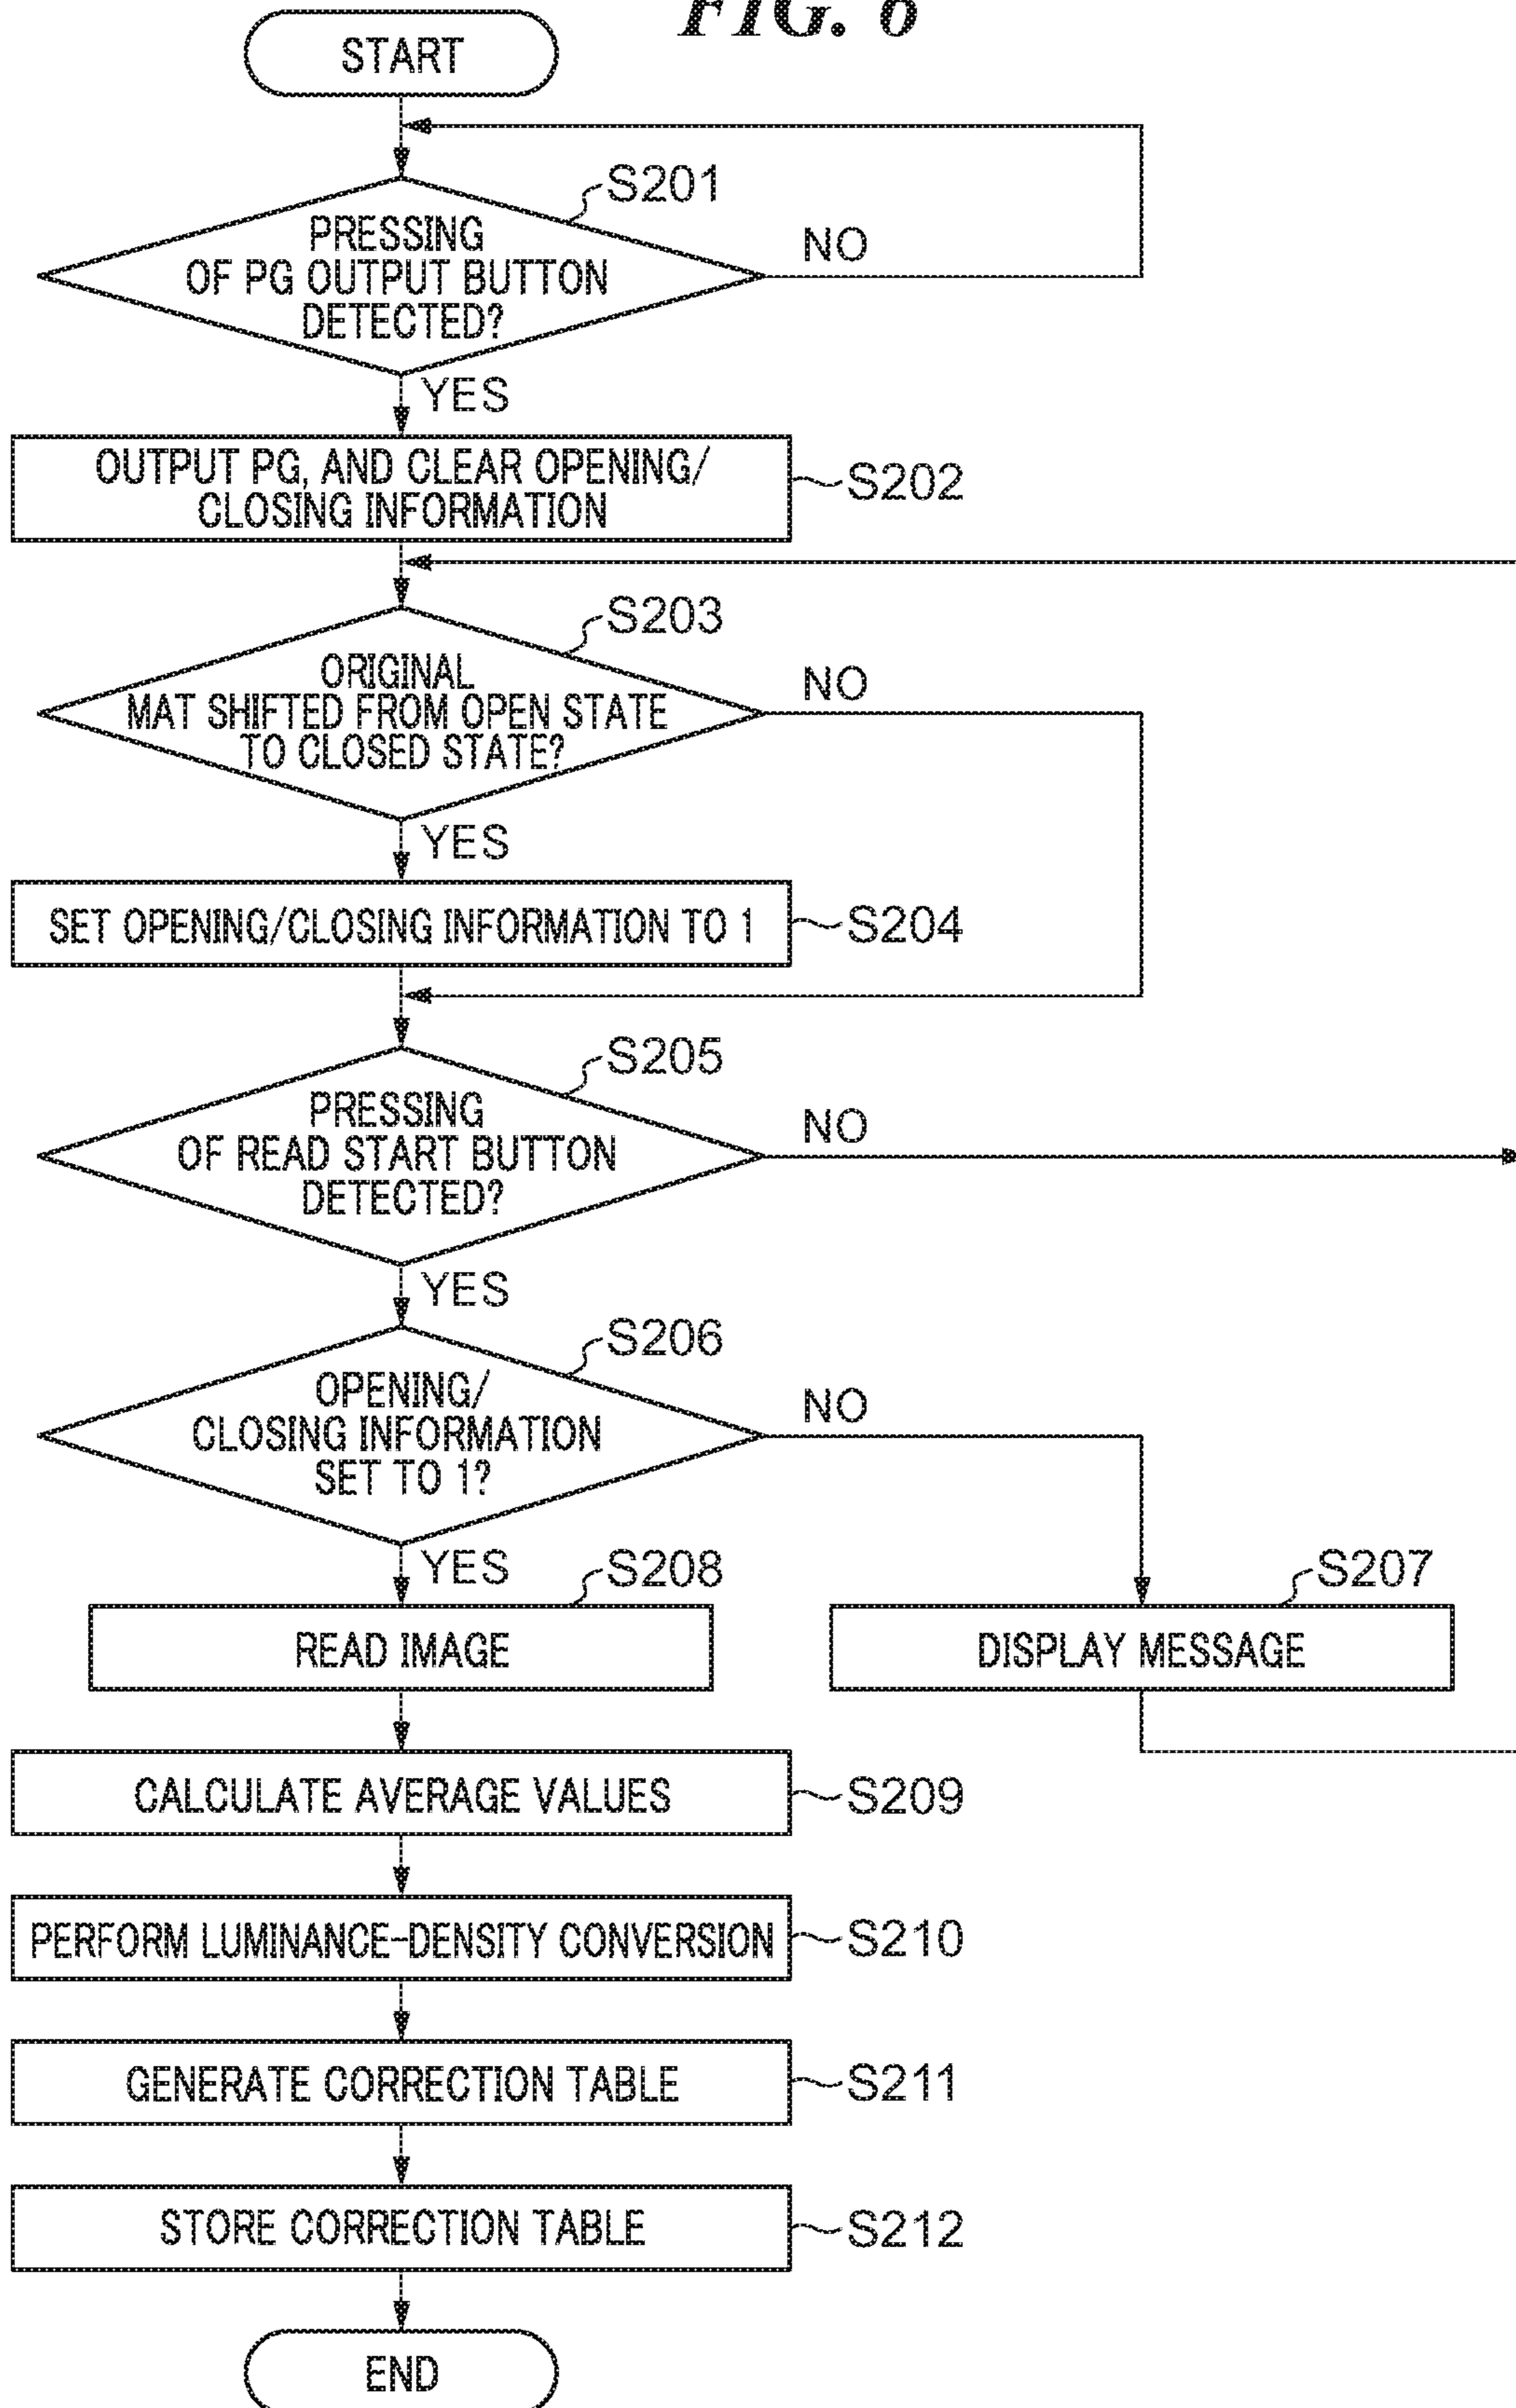 FIG. 6
START
S201
PRESSING
OF PG OUTPUT BUTTON
DETECTED?
NO
YES
OUTPUT PG, AND CLEAR OPENING/
CLOSING INFORMATION
S202
S203
ORIGINAL
MAT SHIFTED FROM OPEN STATE
TO CLOSED STATE?
NO
YES
SET OPENING/CLOSING INFORMATION TO 1
S204
S205
PRESSING
OF READ START BUTTON
DETECTED?
NO
YES
S206
OPENING/
CLOSING INFORMATION
SET TO 1?
NO
YES
S208
S207
READ IMAGE
DISPLAY MESSAGE
CALCULATE AVERAGE VALUES
S209
PERFORM LUMINANCE-DENSITY CONVERSION
S210
GENERATE CORRECTION TABLE
S211
STORE CORRECTION TABLE
S212
END